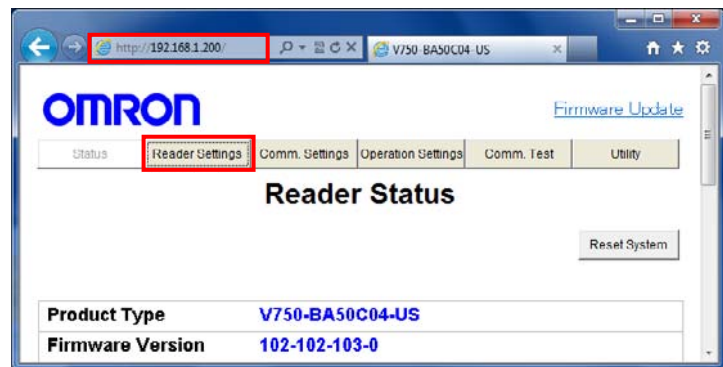 http://192.168.1.200/
V750-BA50C04-US
OMRON
Firmware Update
Status
Reader Settings
Comm. Settings
Operation Settings
Comm. Test
Utility
Reader Status
Reset System
Product Type V750-BA50C04-US
Firmware Version 102-102-103-0